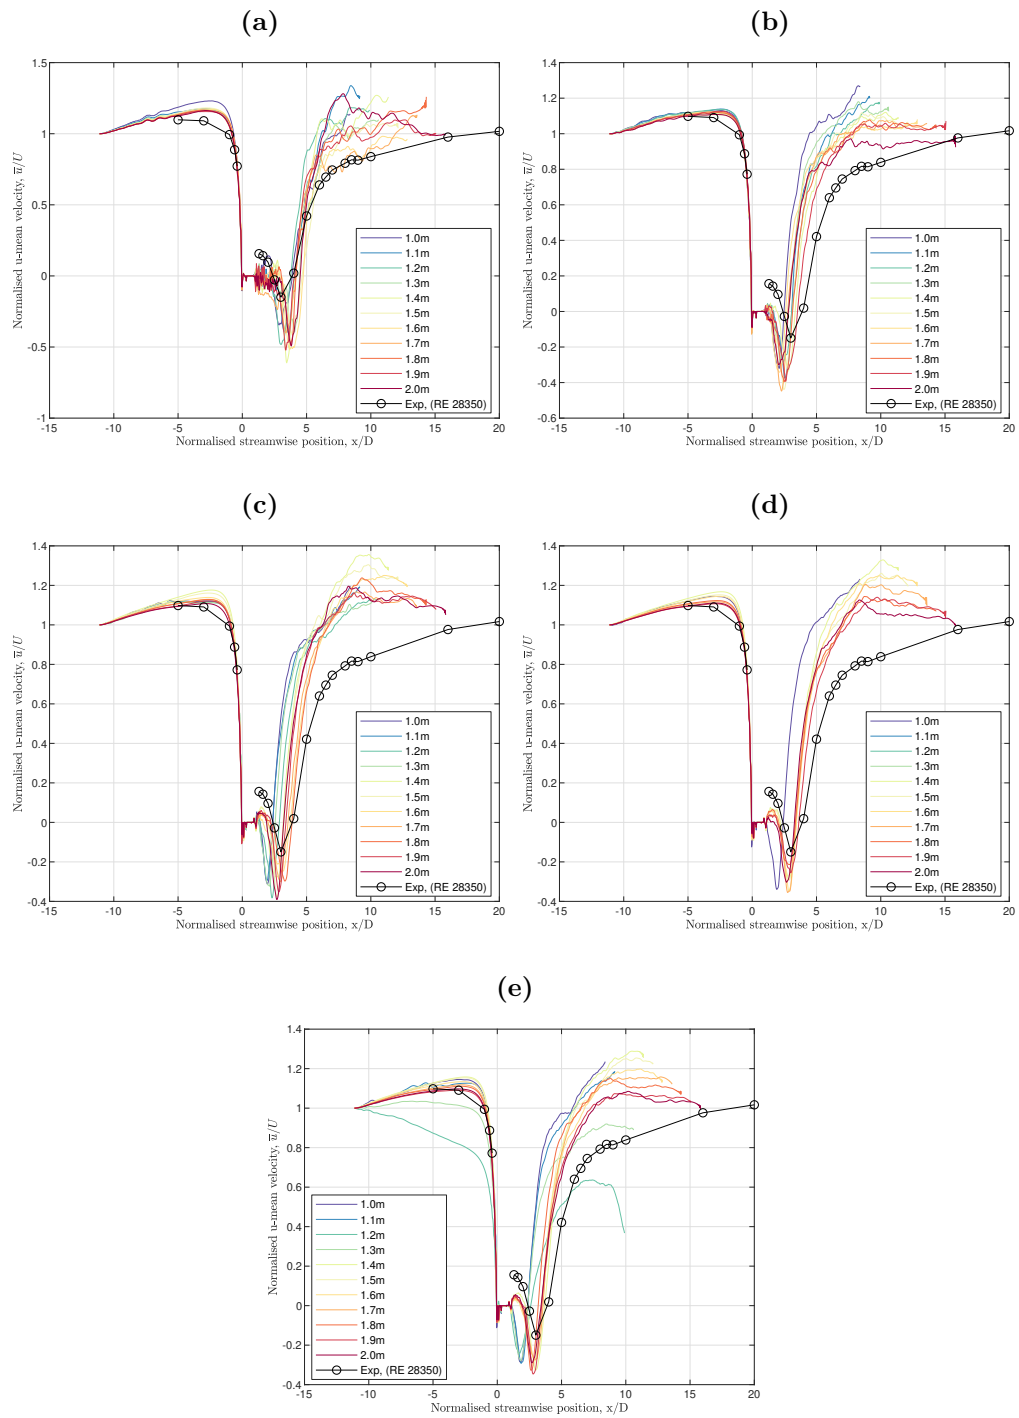 (a)
Normalised u-mean velocity, u̅/U
1.5
1
0.5
0
-0.5
-1
-15
-10
-5
0
5
10
15
20
Normalised streamwise position, x/D
1.0m
1.1m
1.2m
1.3m
1.4m
1.5m
1.6m
1.7m
1.8m
1.9m
2.0m
Exp, (RE 28350)
(b)
Normalised u-mean velocity, u̅/U
1.4
1.2
1
0.8
0.6
0.4
0.2
0
-0.2
-0.4
-0.6
-15
-10
-5
0
5
10
15
20
Normalised streamwise position, x/D
1.0m
1.1m
1.2m
1.3m
1.4m
1.5m
1.6m
1.7m
1.8m
1.9m
2.0m
Exp, (RE 28350)
(c)
Normalised u-mean velocity, u̅/U
1.4
1.2
1
0.8
0.6
0.4
0.2
0
-0.2
-0.4
-15
-10
-5
0
5
10
15
20
Normalised streamwise position, x/D
1.0m
1.1m
1.2m
1.3m
1.4m
1.5m
1.6m
1.7m
1.8m
1.9m
2.0m
Exp, (RE 28350)
(d)
Normalised u-mean velocity, u̅/U
1.4
1.2
1
0.8
0.6
0.4
0.2
0
-0.2
-0.4
-15
-10
-5
0
5
10
15
20
Normalised streamwise position, x/D
1.0m
1.1m
1.2m
1.3m
1.4m
1.5m
1.6m
1.7m
1.8m
1.9m
2.0m
Exp, (RE 28350)
(e)
Normalised u-mean velocity, u̅/U
1.4
1.2
1
0.8
0.6
0.4
0.2
0
-0.2
-0.4
-15
-10
-5
0
5
10
15
20
Normalised streamwise position, x/D
1.0m
1.1m
1.2m
1.3m
1.4m
1.5m
1.6m
1.7m
1.8m
1.9m
2.0m
Exp, (RE 28350)